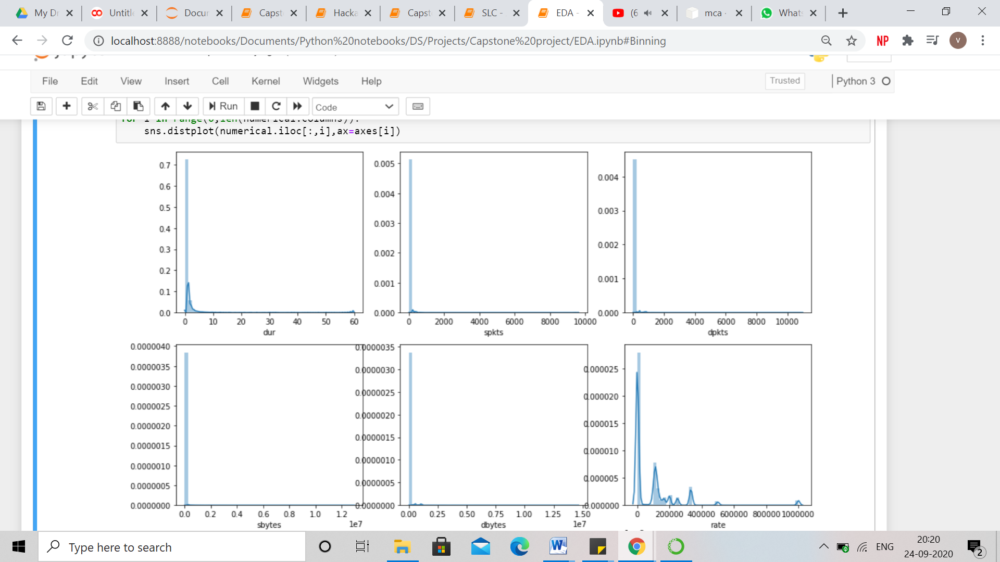 My Dr
Untitle
Docur
Capst
Hacka
Capst
SLC -
EDA -
(6
mca -
Whats
localhost:8888/notebooks/Documents/Python%20notebooks/DS/Projects/Capstone%20project/EDA.ipynb#Binning
NP
V
File Edit View Insert Cell Kernel Widgets Help Trusted Python 3
Run Code
for i in range(0,len(numerical.columns)):
sns.distplot(numerical.iloc[:,i],ax=axes[i])
0.7
0.6
0.5
0.4
0.3
0.2
0.1
0.0
0 10 20 30 40 50 60
dur
0.005
0.004
0.003
0.002
0.001
0.000
0 2000 4000 6000 8000 10000
spkts
0.004
0.003
0.002
0.001
0.000
0 2000 4000 6000 8000 10000
dpkts
0.0000040
0.0000035
0.0000030
0.0000025
0.0000020
0.0000015
0.0000010
0.0000005
0.0000000
0.0 0.2 0.4 0.6 0.8 1.0 1.2
sbytes 1e7
0.0000035
0.0000030
0.0000025
0.0000020
0.0000015
0.0000010
0.0000005
0.0000000
0.00 0.25 0.50 0.75 1.00 1.25 1.50
dbytes 1e7
0.000025
0.000020
0.000015
0.000010
0.000005
0.000000
0 200000 400000 600000 800000 1000000
rate
Type here to search
ENG
20:20
24-09-2020
2